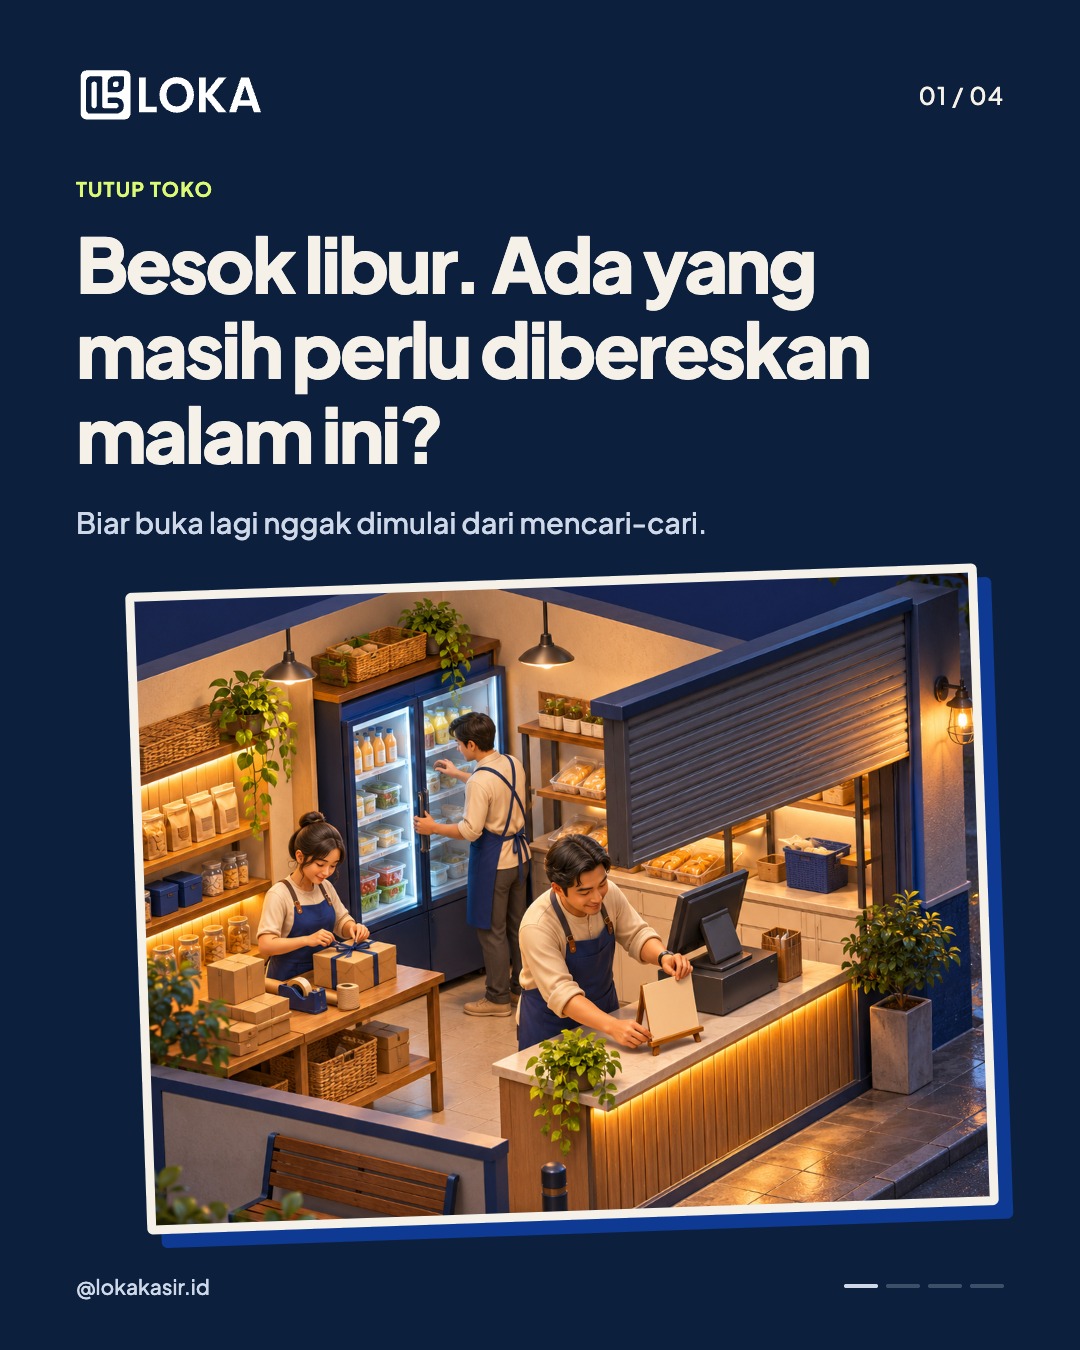 LOKA
01 / 04
TUTUP TOKO
Besok libur. Ada yang
masih perlu dibereskan
malam ini?
Biar buka lagi nggak dimulai dari mencari-cari.
@lokakasir.id